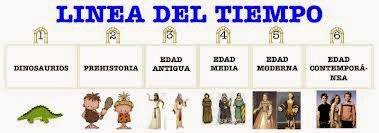 LINEA DEL TIEMPO
1 2 3 4 5 6
DINOSAURIOS PREHISTORIA EDAD ANTIGUA EDAD MEDIA EDAD MODERNA EDAD CONTEMPORÁ-
NEA